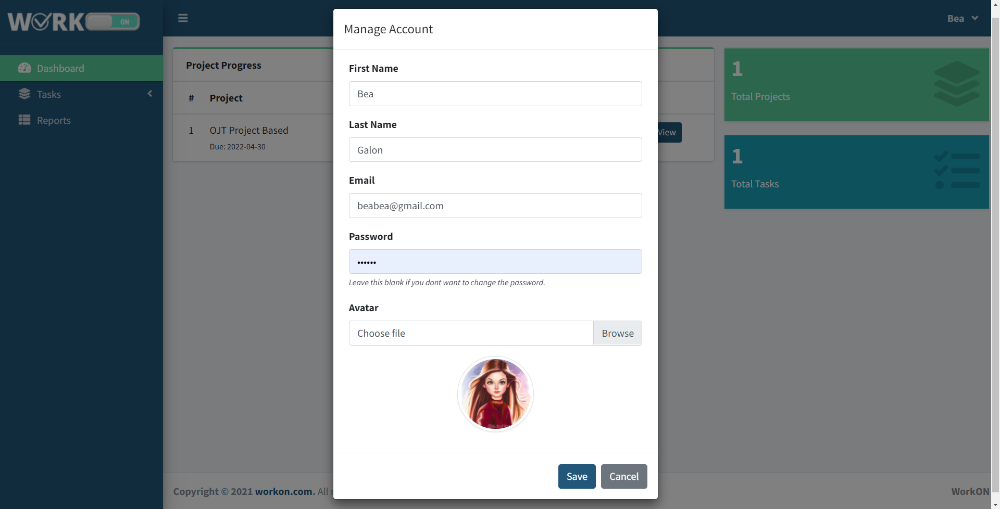 WORK ON
Bea
Dashboard
Tasks
Reports
Project Progress
# Project
1 OJT Project Based
Due: 2022-04-30
View
1
Total Projects
1
Total Tasks
Manage Account
First Name
Bea
Last Name
Galon
Email
beabea@gmail.com
Password
••••••
Leave this blank if you dont want to change the password.
Avatar
Choose file Browse
Save Cancel
Copyright © 2021 workon.com. All
WorkON